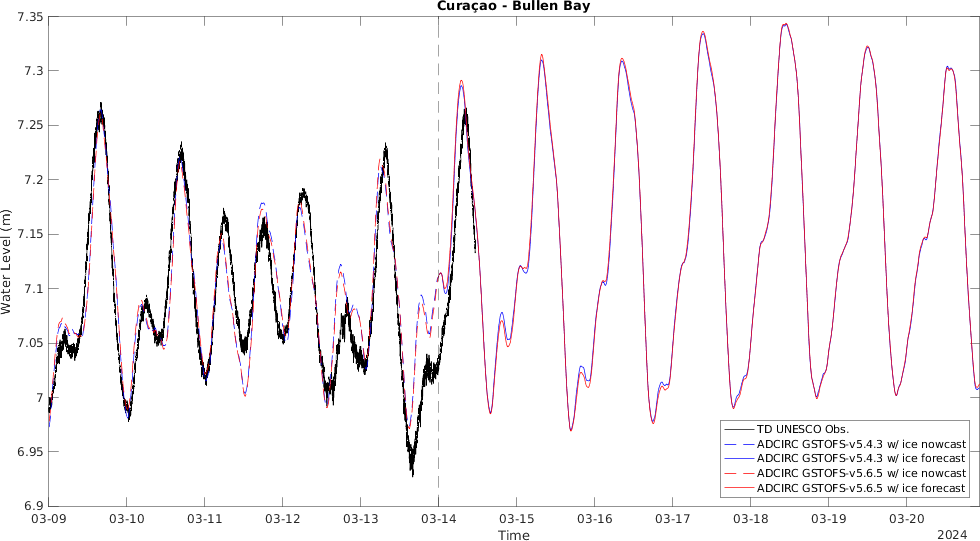 Curaçao - Bullen Bay
7.35
7.3
7.25
7.2
7.15
7.1
7.05
7
6.95
6.9
Water Level (m)
TD UNESCO Obs.
ADCIRC GSTOFS-v5.4.3 w/ ice nowcast
ADCIRC GSTOFS-v5.4.3 w/ ice forecast
ADCIRC GSTOFS-v5.6.5 w/ ice nowcast
ADCIRC GSTOFS-v5.6.5 w/ ice forecast
03-09 03-10 03-11 03-12 03-13 03-14 03-15 03-16 03-17 03-18 03-19 03-20
Time
2024